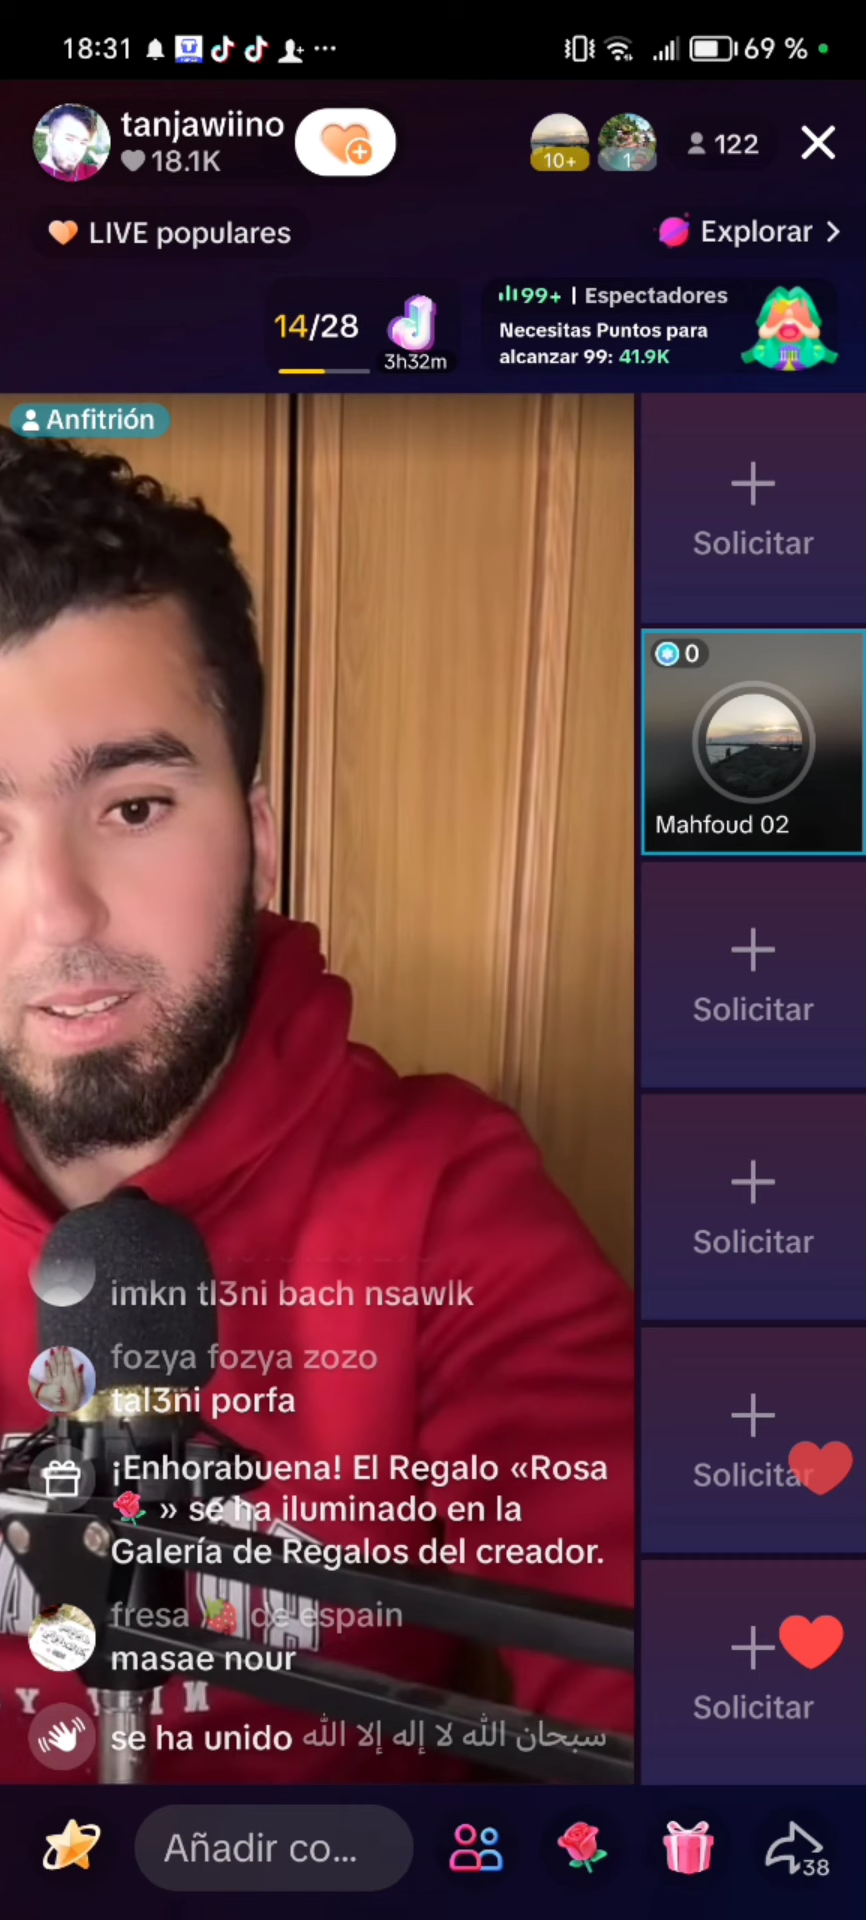 18:31
69 %
tanjawiino
18.1K
10+
1
122
LIVE populares
Explorar
14/28
3h32m
99+ | Espectadores
Necesitas Puntos para
alcanzar 99: 41.9K
Anfitrión
Solicitar
0
Mahfoud 02
Solicitar
Solicitar
Solicitar
Solicitar
imkn tl3ni bach nsawlk
fozya fozya zozo
tal3ni porfa
¡Enhorabuena! El Regalo «Rosa
🌹 » se ha iluminado en la
Galería de Regalos del creador.
fresa 🍓 de espain
masae nour
se ha unido سبحان الله لا إله إلا الله
Añadir co...
38